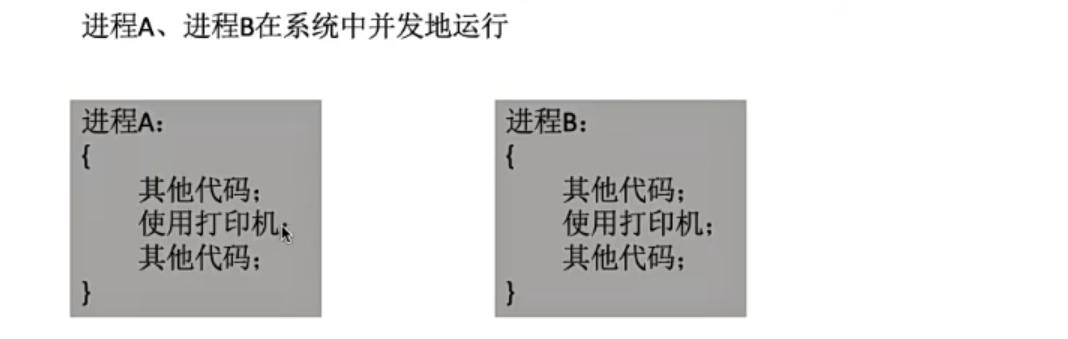 进程A、进程B在系统中并发地运行
进程A：
{
其他代码；
使用打印机；
其他代码；
}
进程B：
{
其他代码；
使用打印机；
其他代码；
}